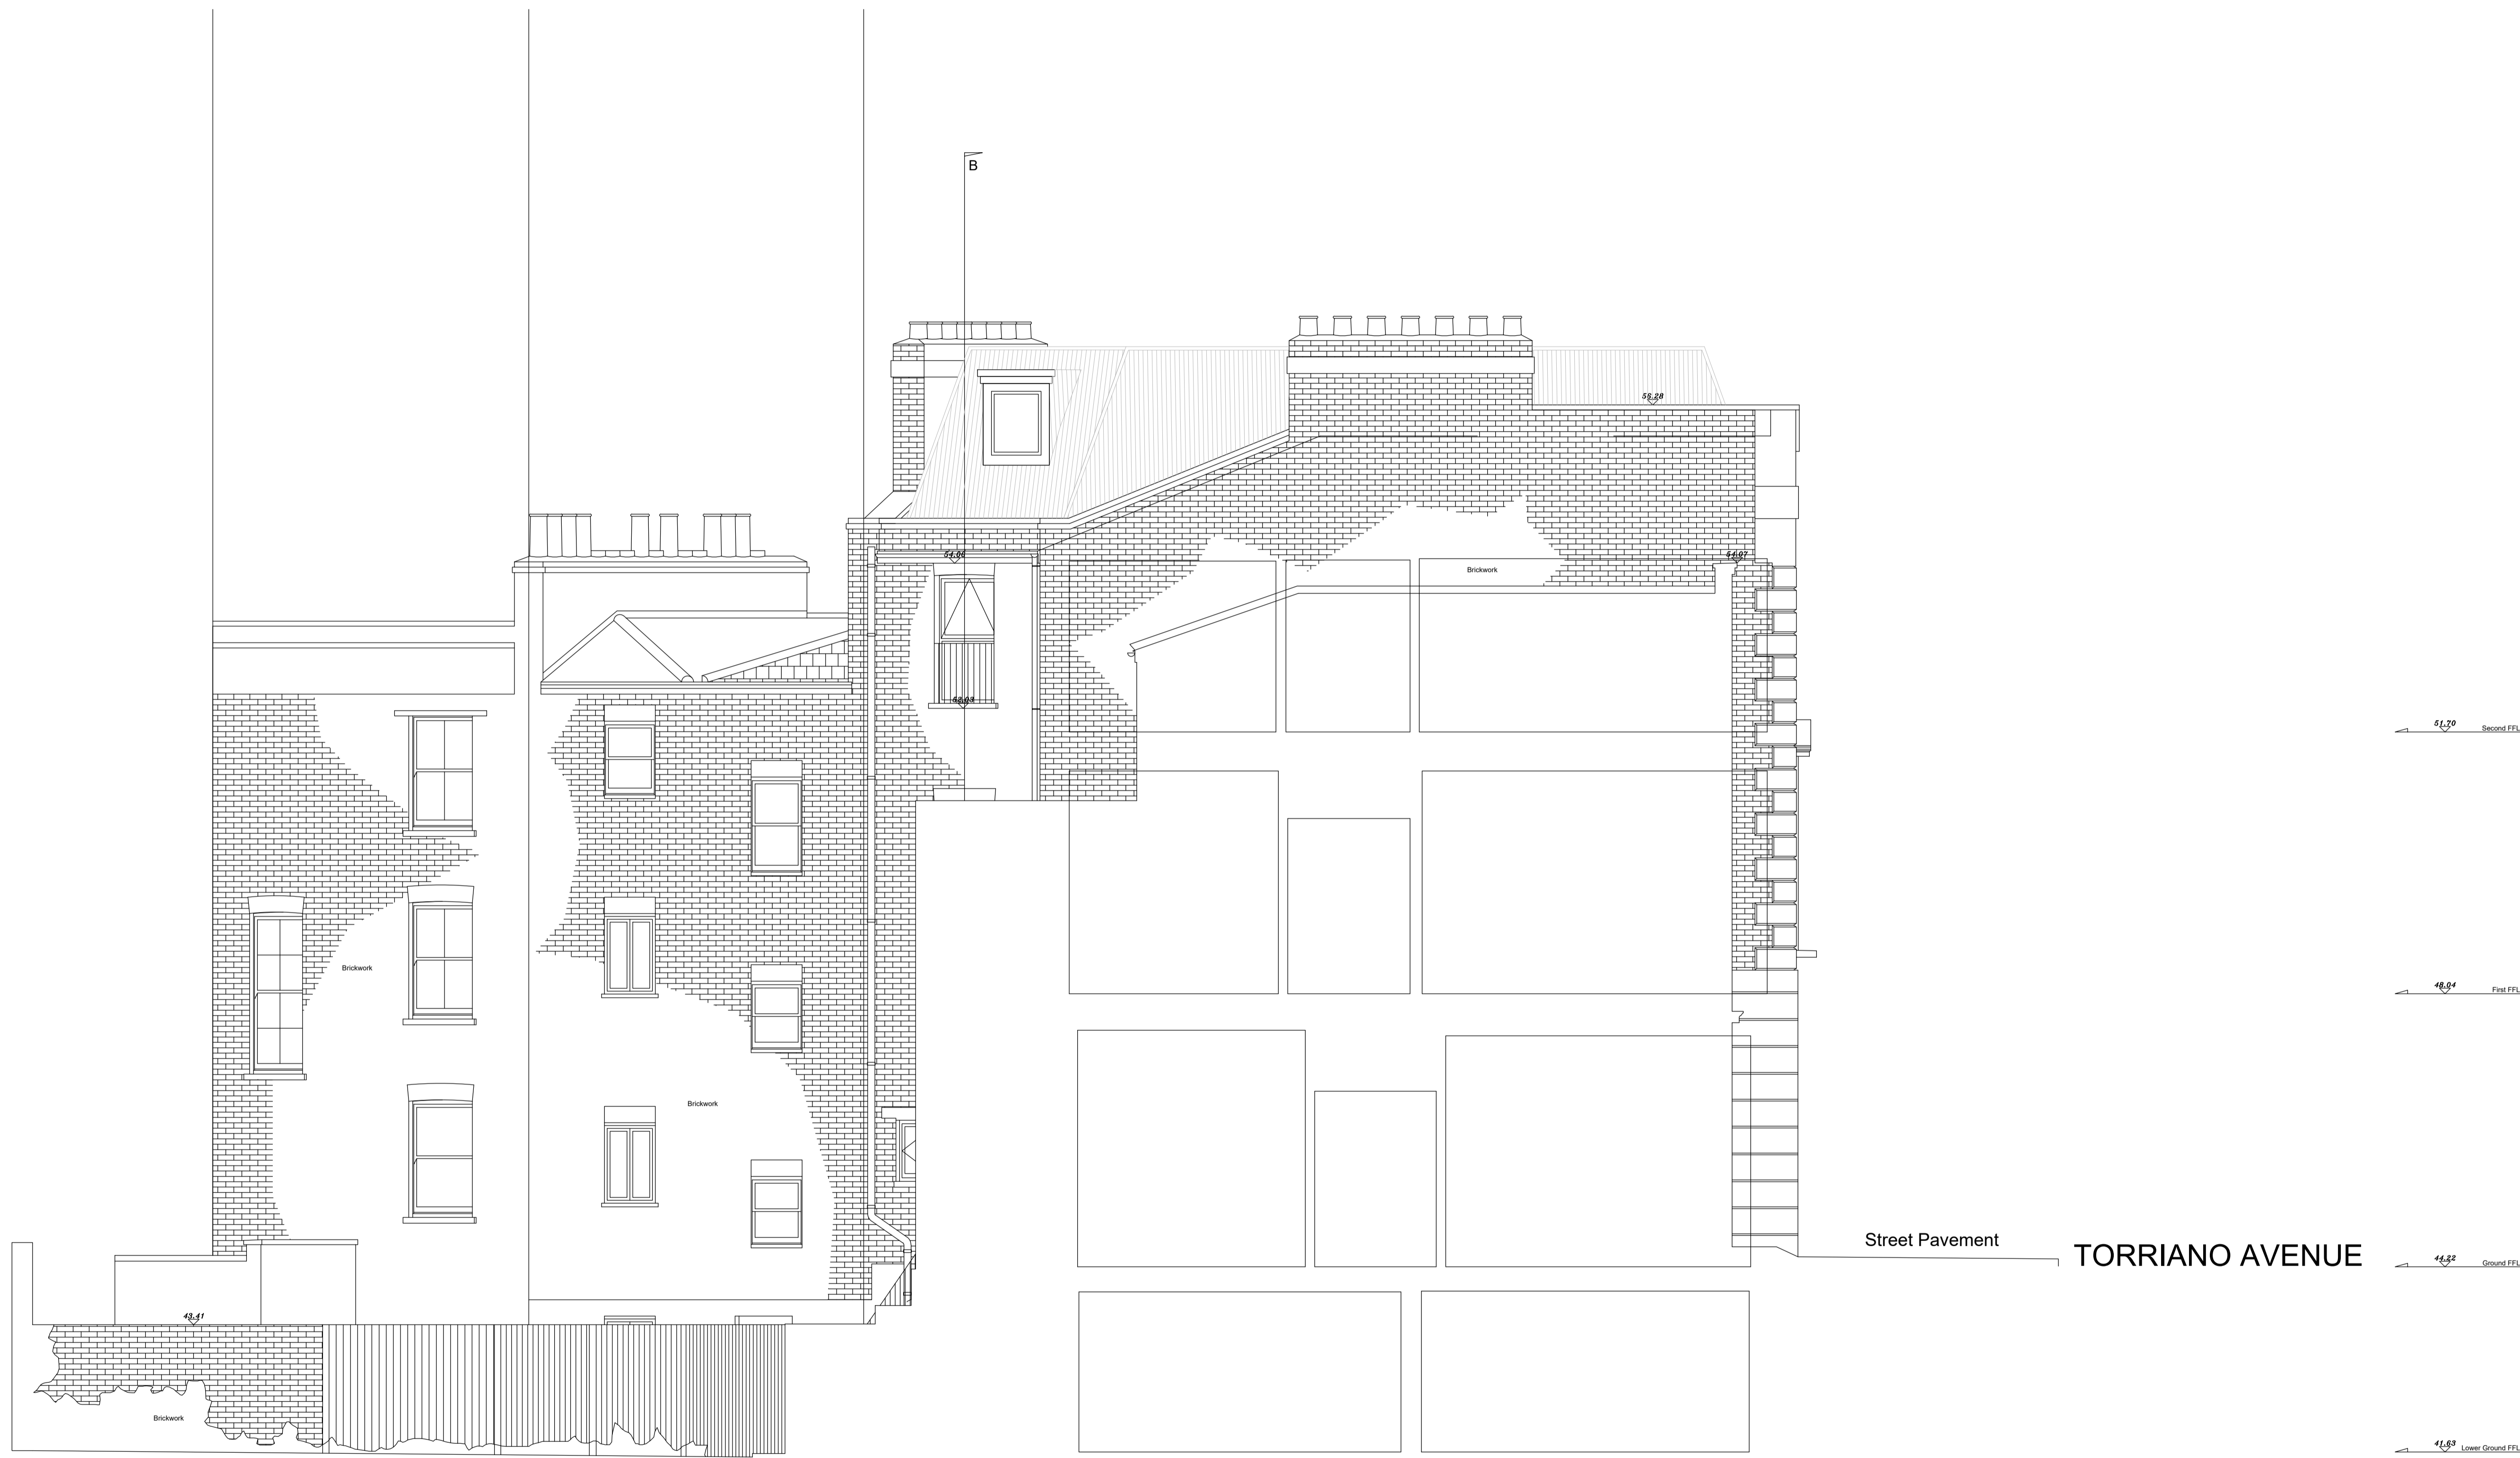 B
56.28
54.06
54.07
Brickwork
52.03
51.70
Second FFL
Brickwork
48.04
First FFL
Brickwork
Street Pavement
TORRIANO AVENUE
44.22
Ground FFL
43.41
Brickwork
41.63
Lower Ground FFL